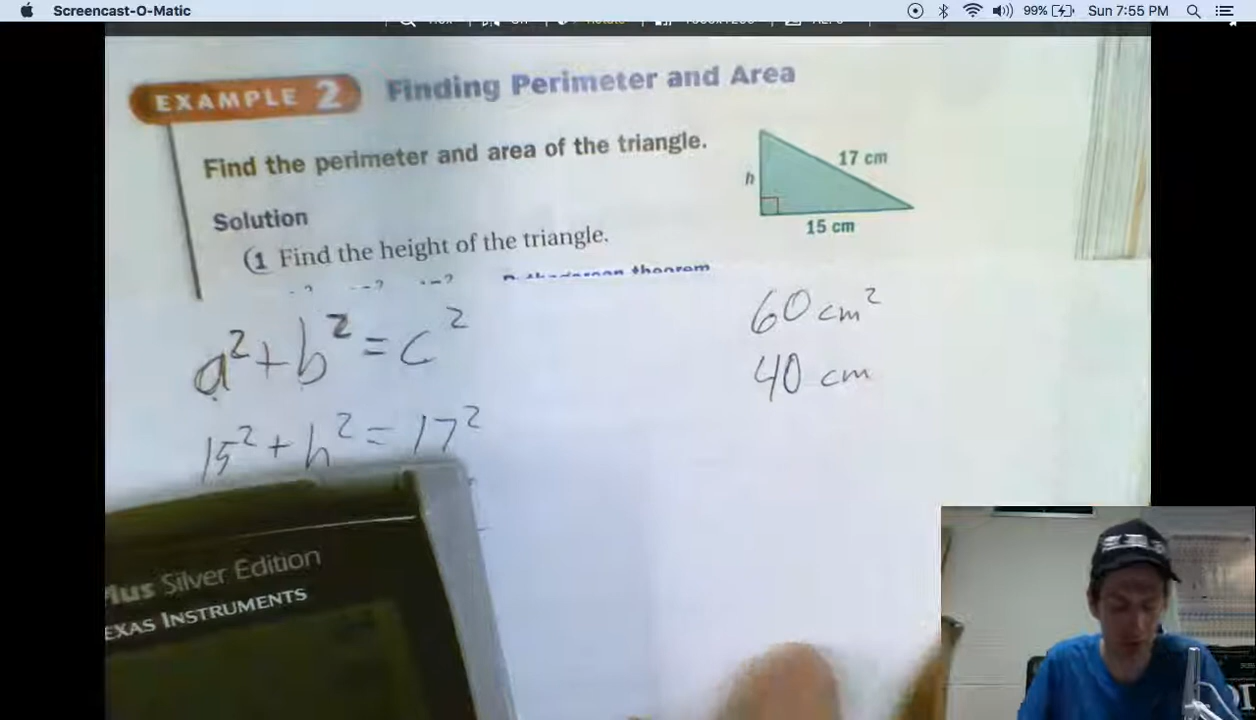 Screencast-O-Matic
99%
Sun 7:55 PM
EXAMPLE 2 Finding Perimeter and Area
Find the perimeter and area of the triangle.
17 cm
h
15 cm
Solution
(1 Find the height of the triangle.
theorem
a² + b² = c²
60 cm²
40 cm
15² + h² = 17²
Silver Edition
TEXAS INSTRUMENTS